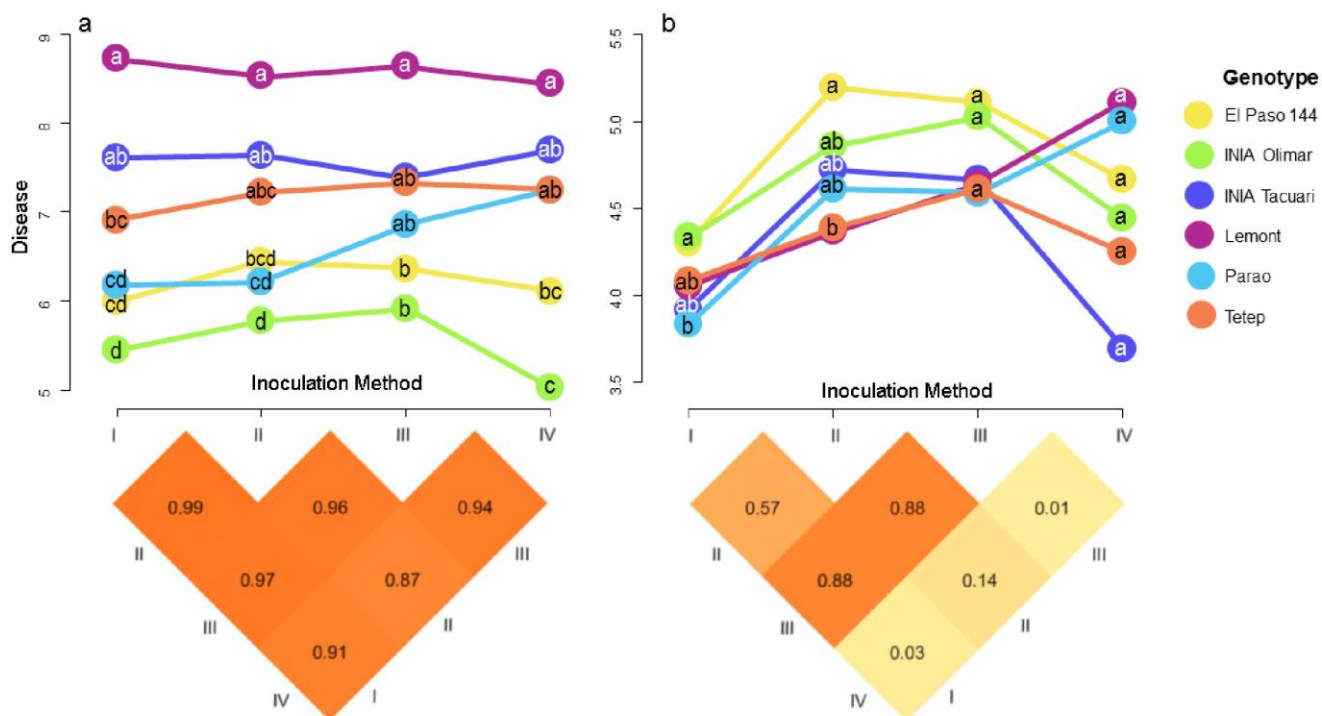 a
b
Disease
9
8
7
6
5
a a a a
ab ab ab
bc abc ab ab
cd cd ab
cd bcd b bc
d d b c
Inoculation Method
I II III IV
0.99 0.96 0.94
II III
0.97 0.87
III II
0.91
IV I
5.5
5.0
4.5
4.0
3.5
a a a
a ab a a
ab a
ab a
ab b a a
ab
b a
Inoculation Method
I II III IV
0.57 0.88 0.01
II III
0.88 0.14
III II
0.03
IV I
Genotype
El Paso 144
INIA Olimar
INIA Tacuari
Lemont
Parao
Tetep